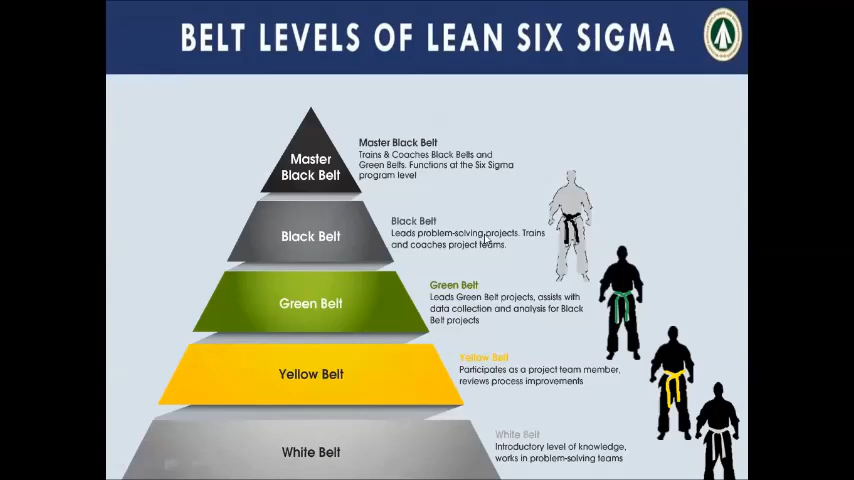 BELT LEVELS OF LEAN SIX SIGMA
Master
Black Belt
Master Black Belt
Trains & Coaches Black Belts and
Green Belts. Functions at the Six Sigma
program level
Black Belt
Black Belt
Leads problem-solving projects. Trains
and coaches project teams.
Green Belt
Green Belt
Leads Green Belt projects, assists with
data collection and analysis for Black
Belt projects
Yellow Belt
Yellow Belt
Participates as a project team member,
reviews process improvements
White Belt
White Belt
Introductory level of knowledge,
works in problem-solving teams